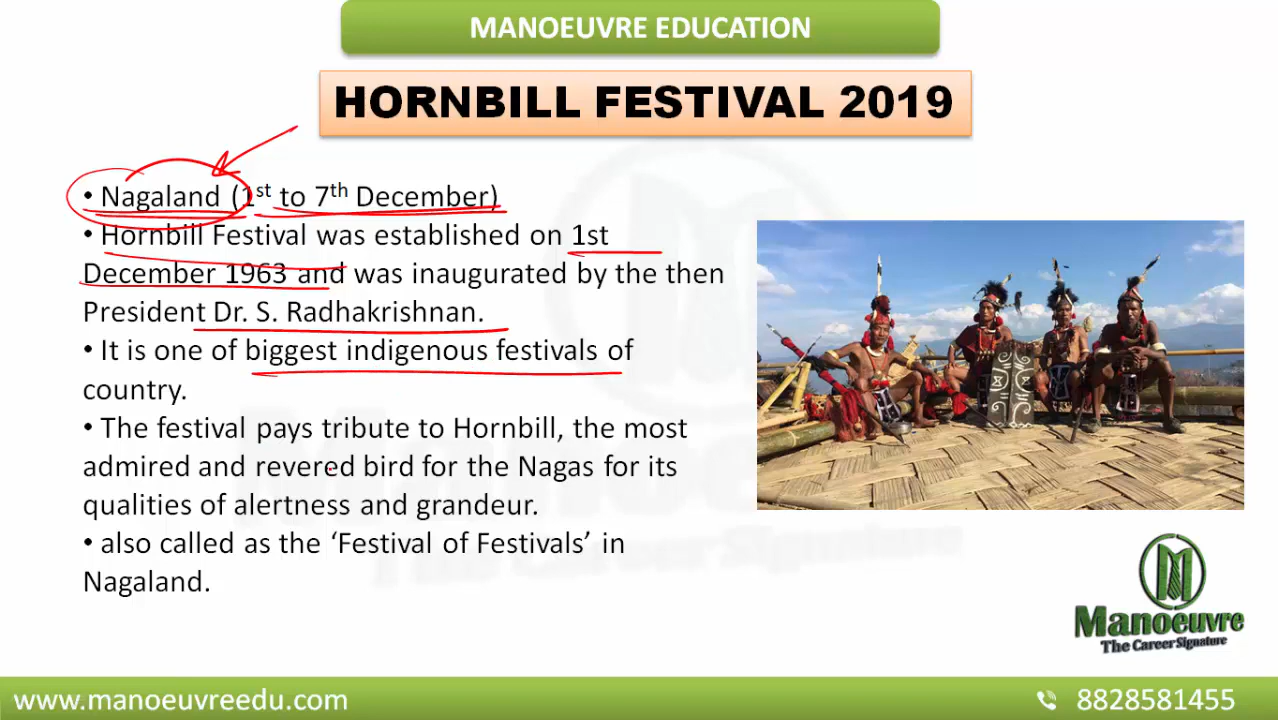 MANOEUVRE EDUCATION
HORNBILL FESTIVAL 2019
• Nagaland (1st to 7th December)
• Hornbill Festival was established on 1st
December 1963 and was inaugurated by the then
President Dr. S. Radhakrishnan.
• It is one of biggest indigenous festivals of
country.
• The festival pays tribute to Hornbill, the most
admired and revered bird for the Nagas for its
qualities of alertness and grandeur.
• also called as the ‘Festival of Festivals’ in
Nagaland.
Manoeuvre
The Career Signature
www.manoeuvreedu.com
8828581455